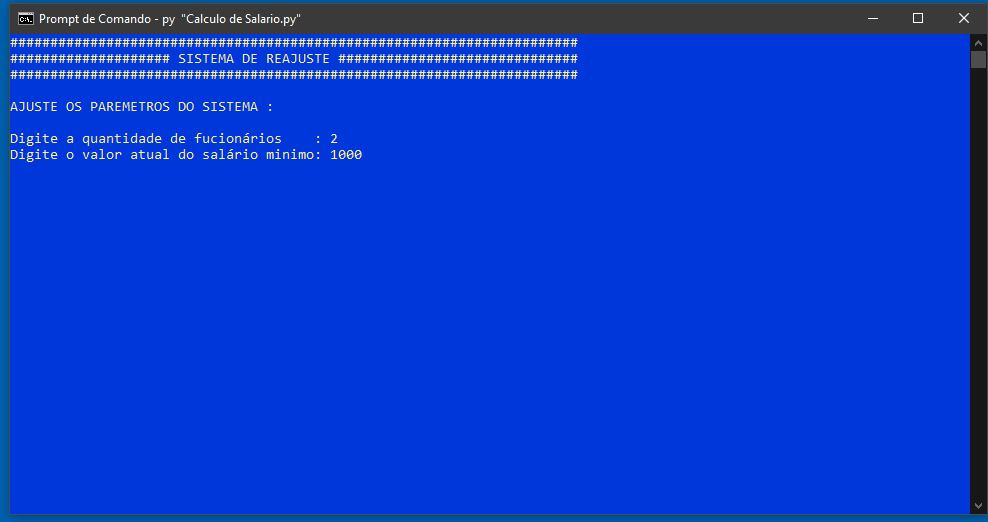 Prompt de Comando - py "Calculo de Salario.py"
#######################################################################
#################### SISTEMA DE REAJUSTE ##############################
#######################################################################
AJUSTE OS PAREMETROS DO SISTEMA :
Digite a quantidade de fucionários    : 2
Digite o valor atual do salário minimo: 1000